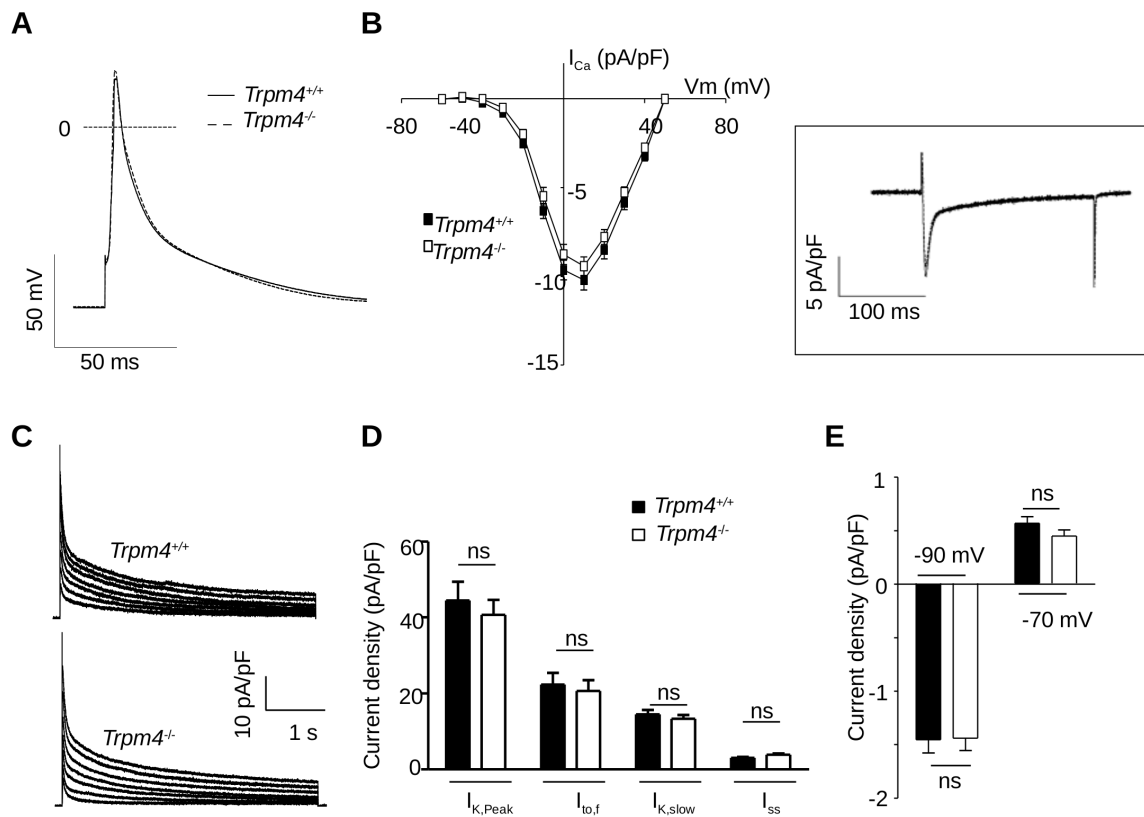 A
Trpm4+/+
Trpm4-/-
0
50 mV
50 ms
B
ICa (pA/pF)
Vm (mV)
-80 -40 40 80
-5
-10
-15
Trpm4+/+
Trpm4-/-
5 pA/pF
100 ms
C
Trpm4+/+
Trpm4-/-
10 pA/pF
1 s
D
Trpm4+/+
Trpm4-/-
Current density (pA/pF)
60
40
20
0
ns
ns
ns
ns
IK,Peak Ito,f IK,slow Iss
E
Current density (pA/pF)
1
0
-1
-2
ns
-90 mV
-70 mV
ns